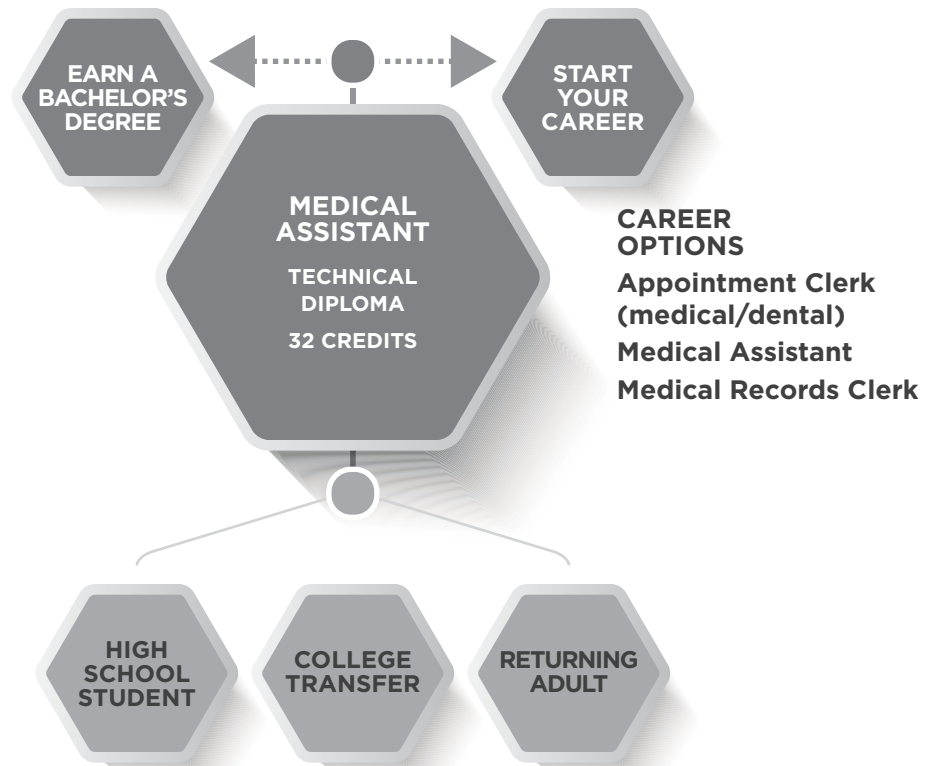 EARN A
BACHELOR'S
DEGREE
START
YOUR
CAREER
MEDICAL
ASSISTANT
TECHNICAL
DIPLOMA
32 CREDITS
CAREER
OPTIONS
Appointment Clerk
(medical/dental)
Medical Assistant
Medical Records Clerk
HIGH
SCHOOL
STUDENT
COLLEGE
TRANSFER
RETURNING
ADULT